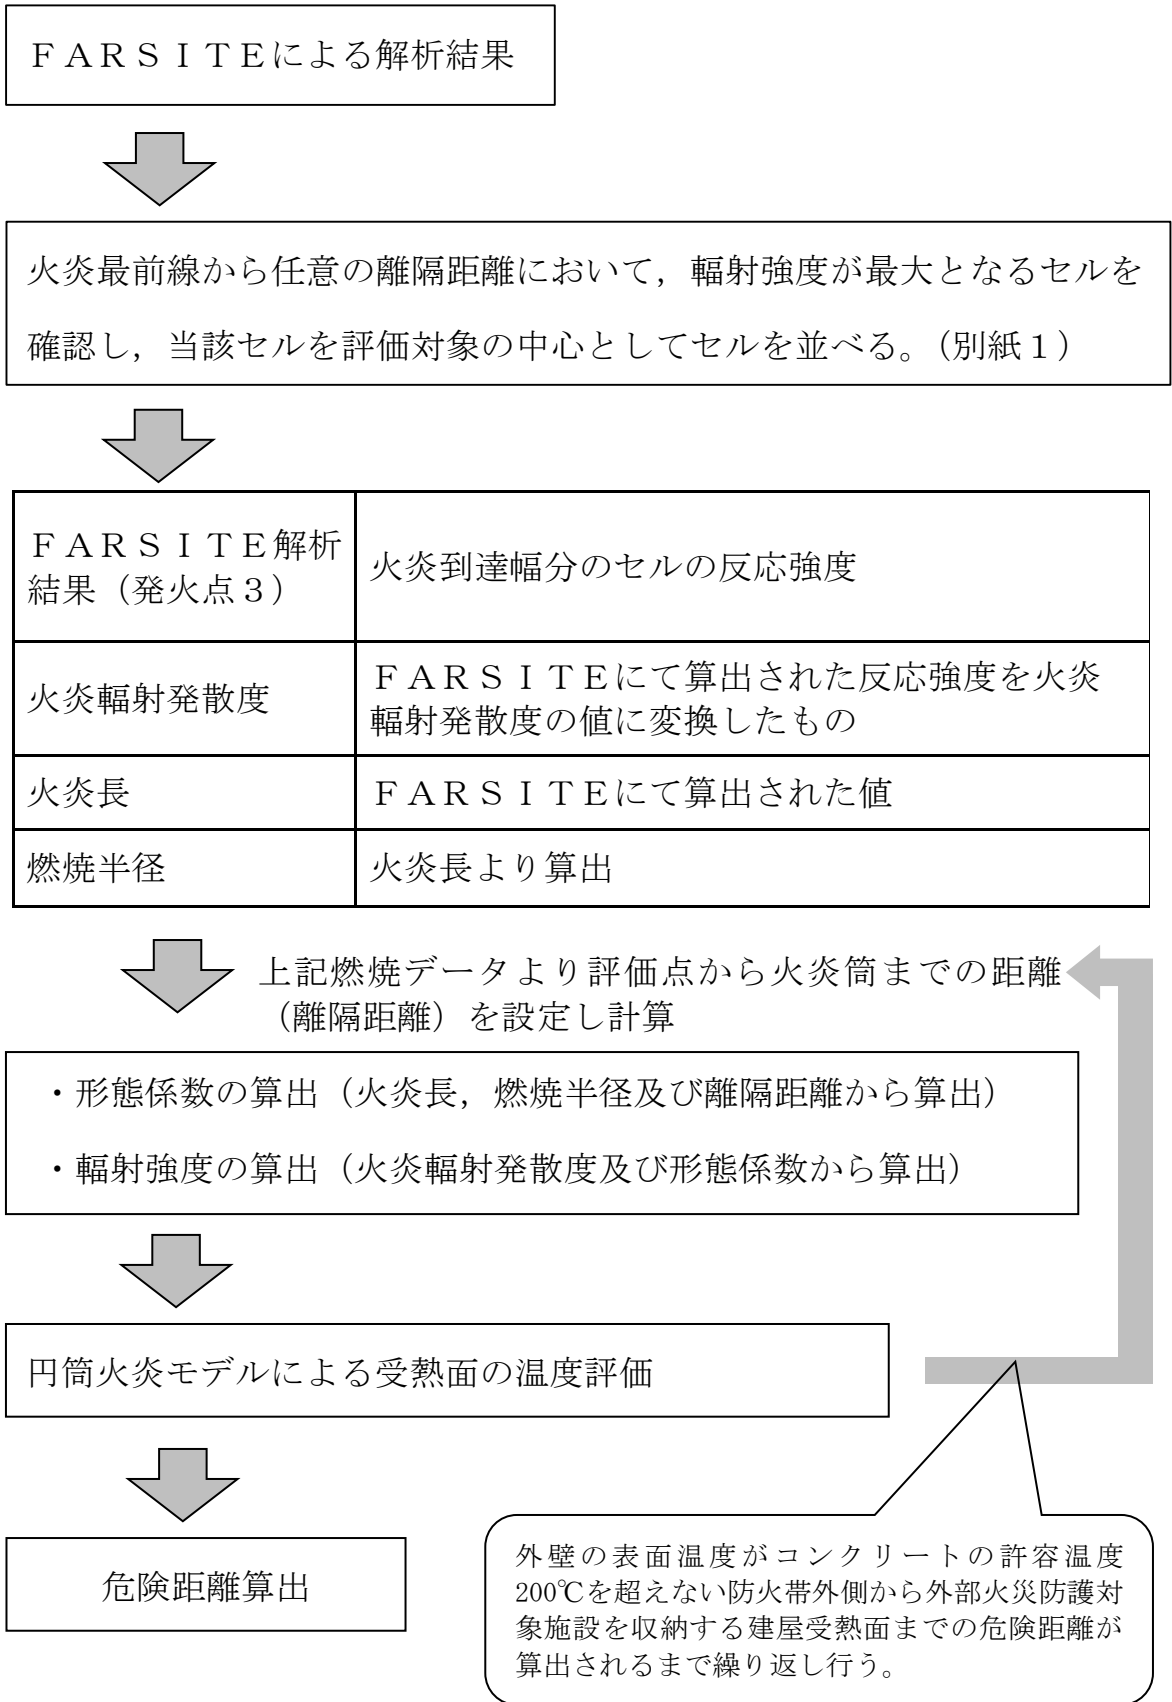 ＦＡＲＳＩＴＥによる解析結果
火炎最前線から任意の離隔距離において，輻射強度が最大となるセルを
確認し，当該セルを評価対象の中心としてセルを並べる。（別紙１）
ＦＡＲＳＩＴＥ解析
結果（発火点３）
火炎到達幅分のセルの反応強度
火炎輻射発散度
ＦＡＲＳＩＴＥにて算出された反応強度を火炎
輻射発散度の値に変換したもの
火炎長
ＦＡＲＳＩＴＥにて算出された値
燃焼半径
火炎長より算出
上記燃焼データより評価点から火炎筒までの距離
（離隔距離）を設定し計算
・形態係数の算出（火炎長，燃焼半径及び離隔距離から算出）
・輻射強度の算出（火炎輻射発散度及び形態係数から算出）
円筒火炎モデルによる受熱面の温度評価
危険距離算出
外壁の表面温度がコンクリートの許容温度
200℃を超えない防火帯外側から外部火災防護対
象施設を収納する建屋受熱面までの危険距離が
算出されるまで繰り返し行う。